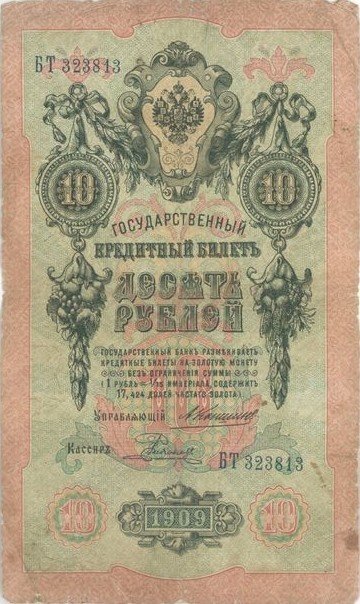 БТ 323813
10 10
ГОСУДАРСТВЕННЫЙ
КРЕДИТНЫЙ БИЛЕТЪ
ДЕСЯТЬ
РУБЛЕЙ
ГОСУДАРСТВЕННЫЙ БАНКЪ РАЗМѢНИВАЕТЪ
КРЕДИТНЫЕ БИЛЕТЫ НА ЗОЛОТУЮ МОНЕТУ
БЕЗЪ ОГРАНИЧЕНІЯ СУММЫ
(1 РУБЛЬ = 1/15 ИМПЕРІАЛА, СОДЕРЖИТЪ
17,424 ДОЛЕЙ ЧИСТАГО ЗОЛОТА).
УПРАВЛЯЮЩІЙ
Кассиръ
БТ 323813
10 1909 10